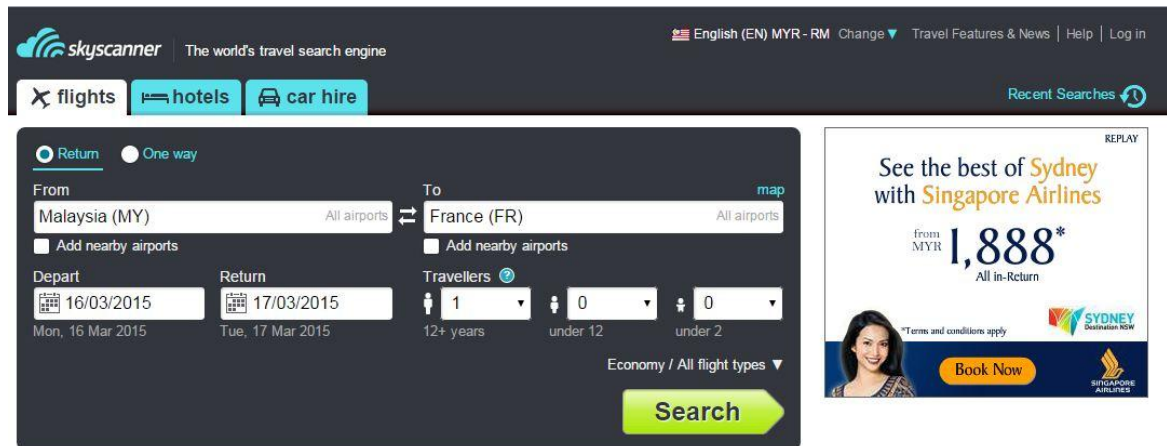 skyscanner The world's travel search engine
English (EN) MYR - RM Change ▼ Travel Features & News | Help | Log in
flights hotels car hire
Recent Searches
Return One way
From To map
Malaysia (MY) All airports France (FR) All airports
Add nearby airports Add nearby airports
Depart Return Travellers ?
16/03/2015 17/03/2015 1 0 0
Mon, 16 Mar 2015 Tue, 17 Mar 2015 12+ years under 12 under 2
Economy / All flight types ▼
Search
REPLAY
See the best of Sydney
with Singapore Airlines
from
MYR 1,888*
All in-Return
*Terms and conditions apply
SYDNEY
Destination NSW
Book Now
SINGAPORE
AIRLINES